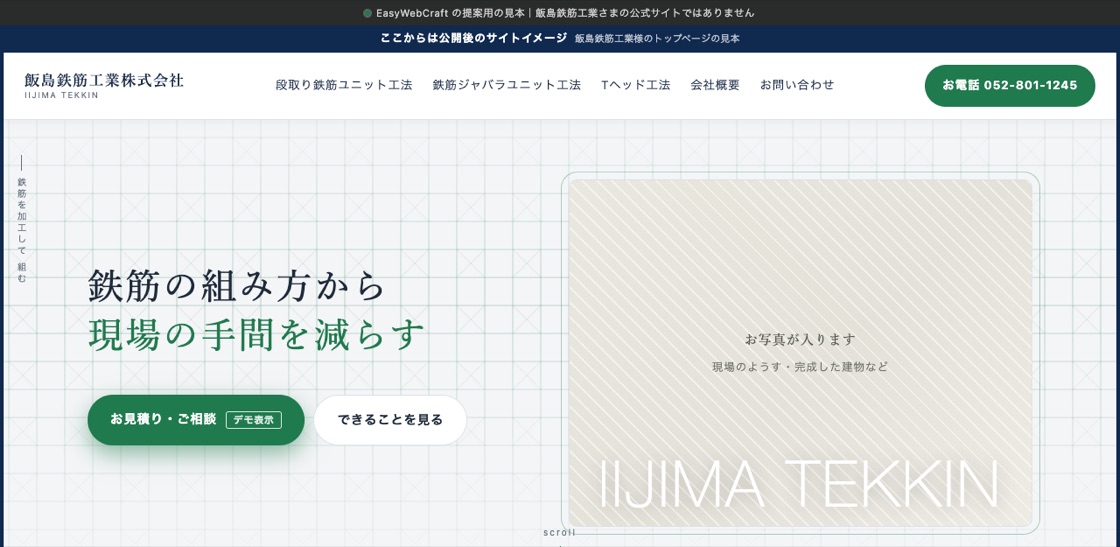 EasyWebCraft の提案用の見本｜飯島鉄筋工業さまの公式サイトではありません
ここからは公開後のサイトイメージ 飯島鉄筋工業様のトップページの見本
飯島鉄筋工業株式会社
IIJIMA TEKKIN
段取り鉄筋ユニット工法 鉄筋ジャバラユニット工法 Tヘッド工法 会社概要 お問い合わせ
お電話 052-801-1245
鉄筋を加工して 組む
鉄筋の組み方から
現場の手間を減らす
お見積り・ご相談 デモ表示
できることを見る
お写真が入ります
現場のようす・完成した建物など
IIJIMA TEKKIN
scroll